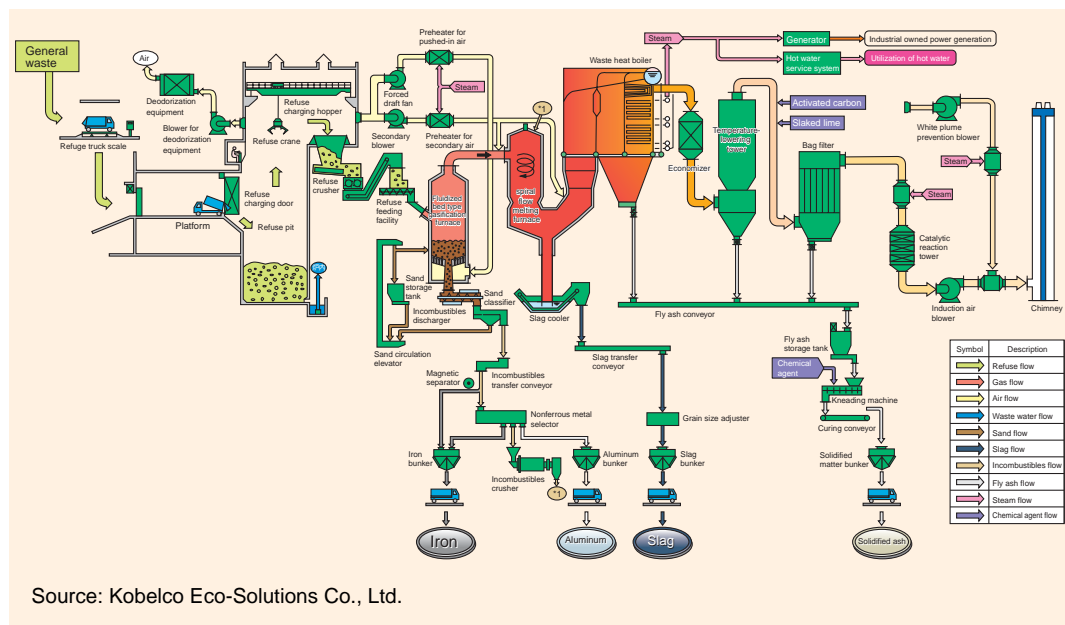 General
waste
Air
Deodorization
equipment
Blower for
deodorization
equipment
Refuge truck scale
Refuse
charging hopper
Refuse crane
Refuse
charging door
Platform
Refuse pit
Preheater for
pushed-in air
Forced
draft fan
Steam
Secondary
blower
Preheater for
secondary air
Refuse
crusher
Refuse
feeding
facility
Fluidized
bed type
gasification
furnace
*1
spiral
flow
melting
furnace
Waste heat boiler
Steam
Generator
Industrial owned power generation
Hot water
service system
Utilization of hot water
Economizer
Temperature-
lowering
tower
Activated carbon
Slaked lime
Bag filter
White plume
prevention blower
Steam
Steam
Catalytic
reaction
tower
Induction air
blower
Chimney
Sand
storage
tank
Sand
classifier
Incombustibles
discharger
Sand circulation
elevator
Slag cooler
Fly ash conveyor
Magnetic
separator
Incombustibles
transfer conveyor
Slag transfer
conveyor
Fly ash
storage tank
Chemical
agent
Kneading machine
Curing conveyor
Nonferrous metal
selector
Grain size adjuster
Iron
bunker
Incombustibles
crusher
*1
Aluminum
bunker
Slag
bunker
Solidified
matter bunker
Iron
Aluminum
Slag
Solidified ash
Symbol Description
Refuse flow
Gas flow
Air flow
Waste water flow
Sand flow
Slag flow
Incombustibles flow
Fly ash flow
Steam flow
Chemical agent flow
Source: Kobelco Eco-Solutions Co., Ltd.